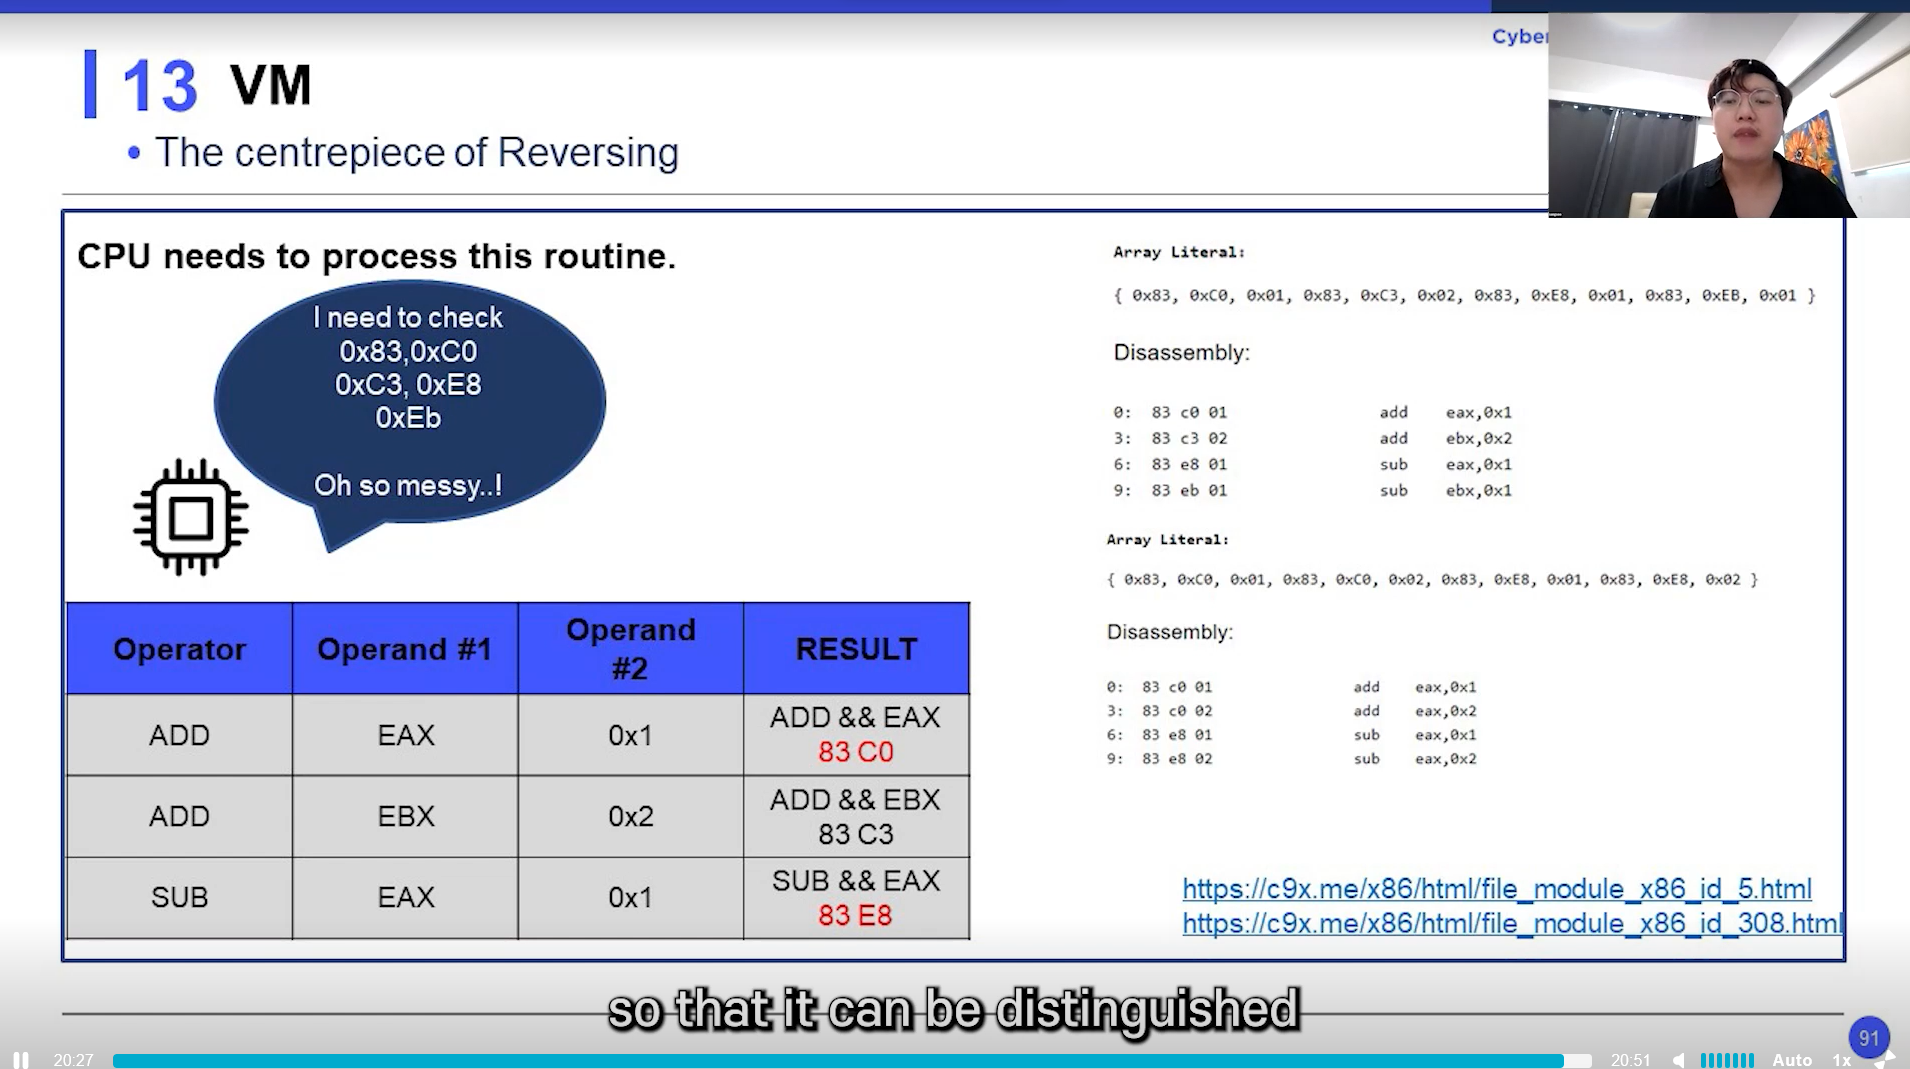 Cyber
13 VM
• The centrepiece of Reversing
CPU needs to process this routine.
I need to check
0x83,0xC0
0xC3, 0xE8
0xEb
Oh so messy..!
Operator Operand #1 Operand #2 RESULT
ADD EAX 0x1 ADD && EAX
83 C0
ADD EBX 0x2 ADD && EBX
83 C3
SUB EAX 0x1 SUB && EAX
83 E8
Array Literal:
{ 0x83, 0xC0, 0x01, 0x83, 0xC3, 0x02, 0x83, 0xE8, 0x01, 0x83, 0xEB, 0x01 }
Disassembly:
0: 83 c0 01 add eax,0x1
3: 83 c3 02 add ebx,0x2
6: 83 e8 01 sub eax,0x1
9: 83 eb 01 sub ebx,0x1
Array Literal:
{ 0x83, 0xC0, 0x01, 0x83, 0xC0, 0x02, 0x83, 0xE8, 0x01, 0x83, 0xE8, 0x02 }
Disassembly:
0: 83 c0 01 add eax,0x1
3: 83 c0 02 add eax,0x2
6: 83 e8 01 sub eax,0x1
9: 83 e8 02 sub eax,0x2
https://c9x.me/x86/html/file_module_x86_id_5.html
https://c9x.me/x86/html/file_module_x86_id_308.html
so that it can be distinguished
91
20:27 20:51 Auto 1x